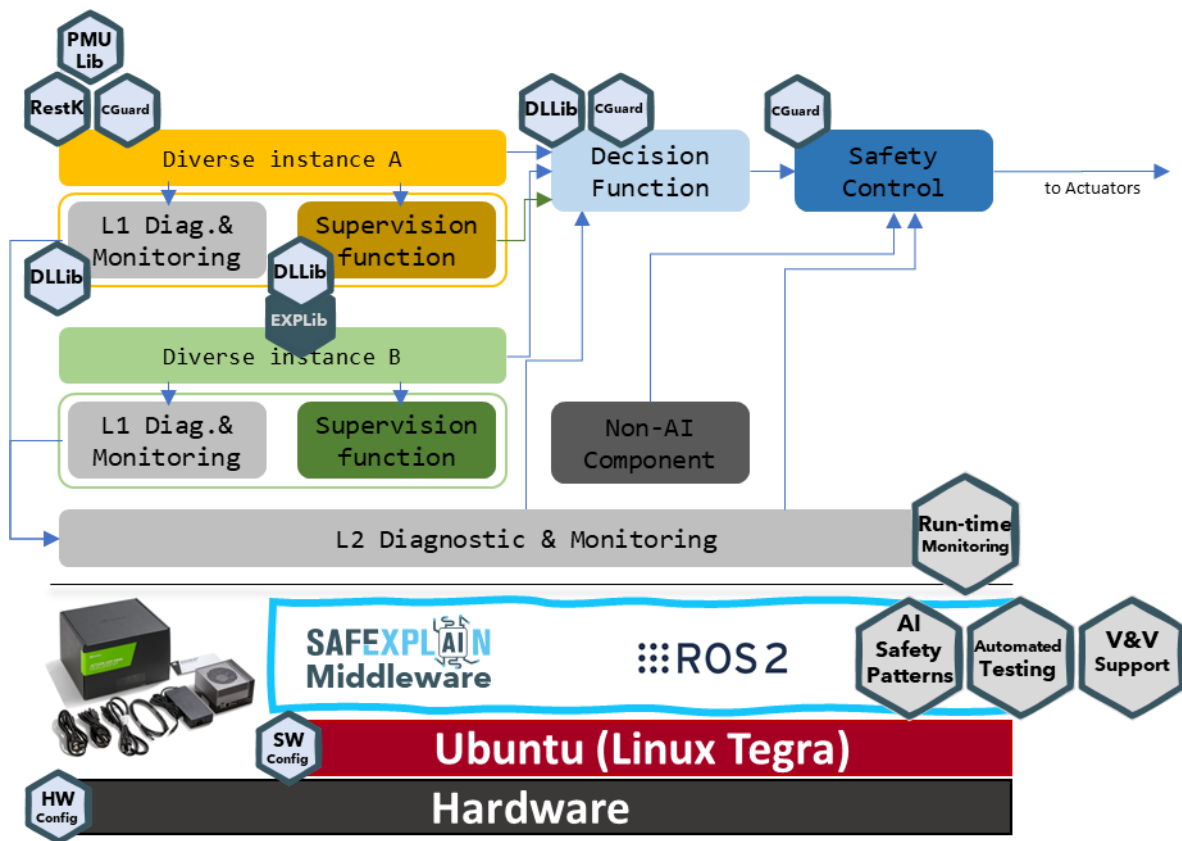 PMU
Lib
RestK
CGuard
DLLib
CGuard
CGuard
Diverse instance A
Decision
Function
Safety
Control
to Actuators
L1 Diag.&
Monitoring
Supervision
function
DLLib
DLLib
EXPLib
Diverse instance B
L1 Diag.&
Monitoring
Supervision
function
Non-AI
Component
L2 Diagnostic & Monitoring
Run-time
Monitoring
SAFEXPLAIN
Middleware
ROS 2
AI
Safety
Patterns
Automated
Testing
V&V
Support
SW
Config
Ubuntu (Linux Tegra)
HW
Config
Hardware